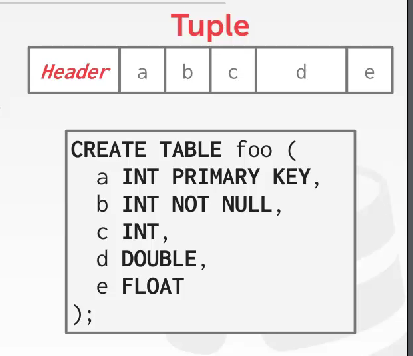 Tuple
Header a b c d e
CREATE TABLE foo (
a INT PRIMARY KEY,
b INT NOT NULL,
c INT,
d DOUBLE,
e FLOAT
);